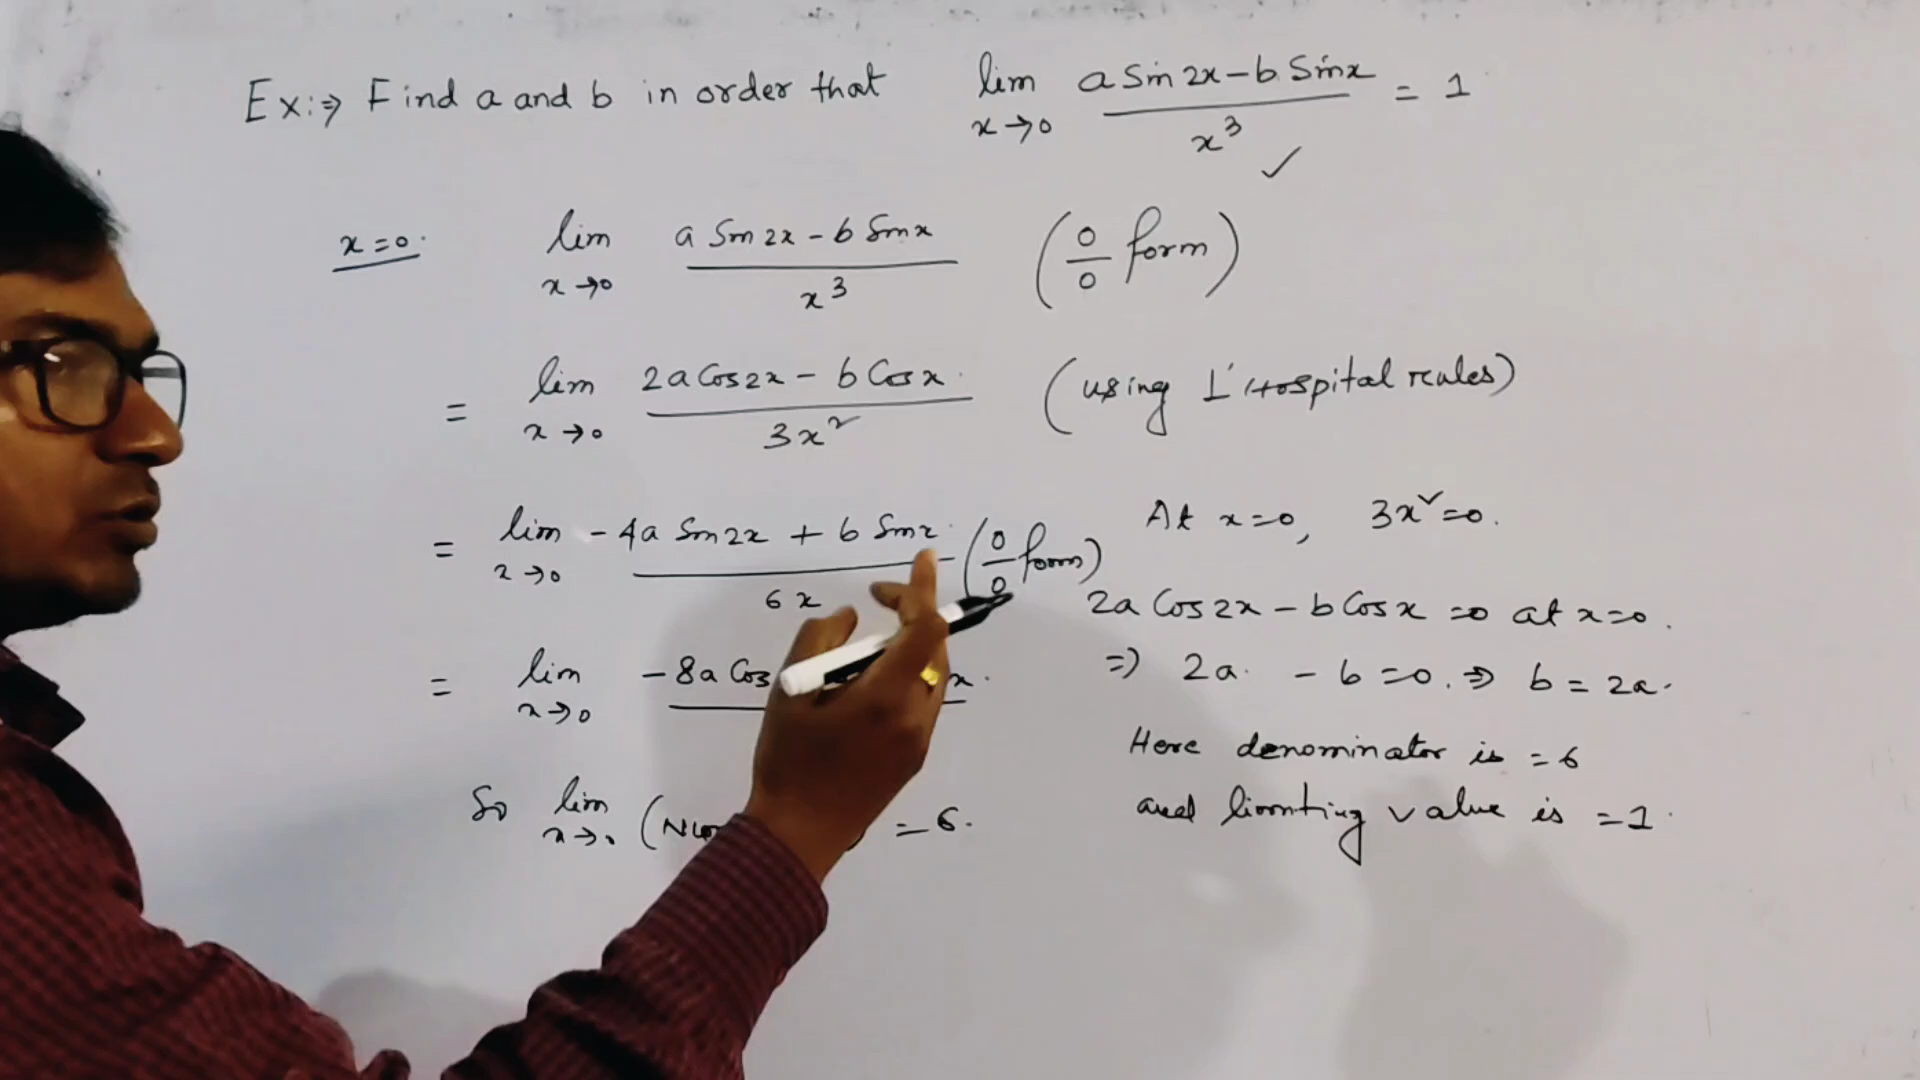 Ex:⇒ Find a and b in order that lim x→0 (a Sin 2x − b Sinx)/x³ = 1 ✓
x=0. lim x→0 (a Sin 2x − b Sinx)/x³ (0/0 form)
= lim x→0 (2a Cos2x − b Cosx)/3x² (using L'Hospital rules)
= lim x→0 (−4a Sin2x + b Sinx)/6x (0/0 form)
= lim x→0 −8a Cos x.
So lim x→0 ( ) = 6.
At x=0, 3x²=0.
2a Cos2x − b Cosx =0 at x=0.
⇒ 2a. − b =0. ⇒ b = 2a.
Here denominator is = 6
and limiting value is = 1.